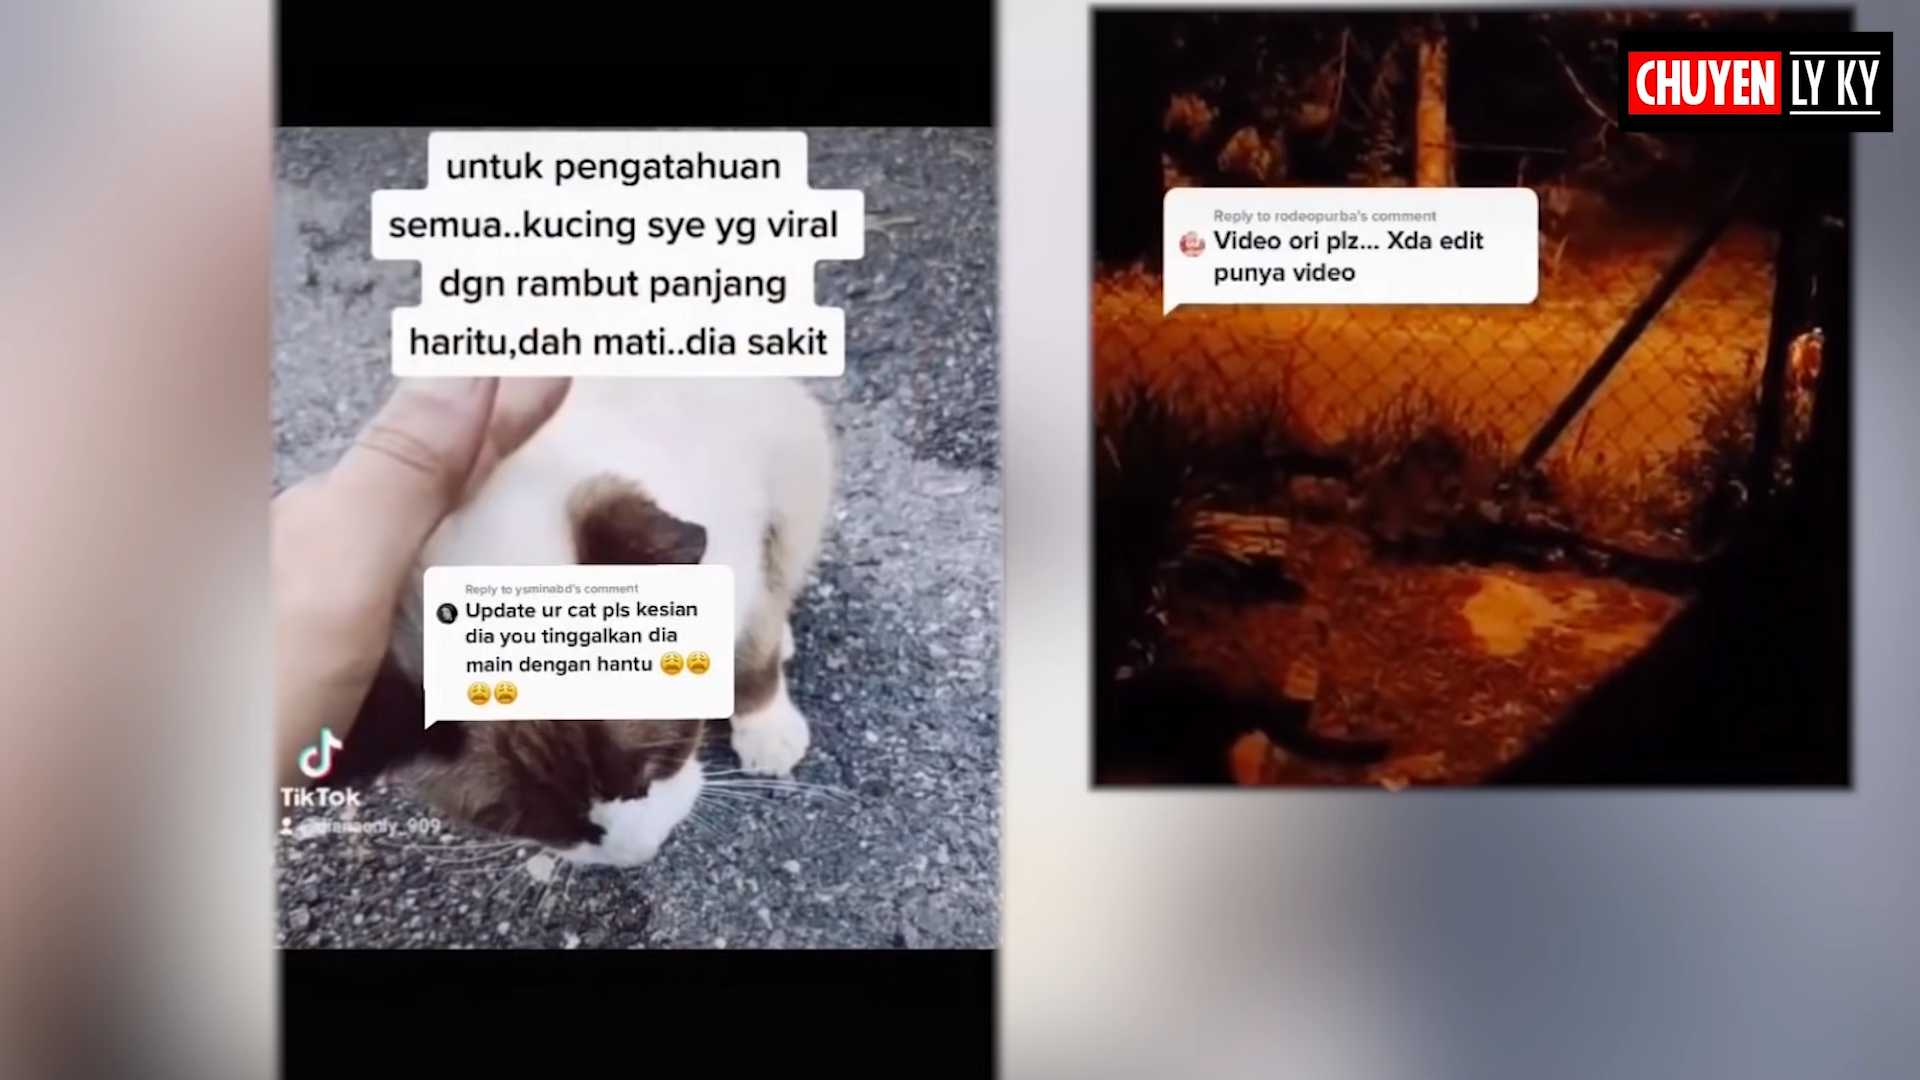 untuk pengatahuan
semua..kucing sye yg viral
dgn rambut panjang
haritu,dah mati..dia sakit
Reply to ysminabd's comment
Update ur cat pls kesian
dia you tinggalkan dia
main dengan hantu 😩😩
😩😩
TikTok
Reply to rodeopurba's comment
Video ori plz... Xda edit
punya video
CHUYEN LY KY